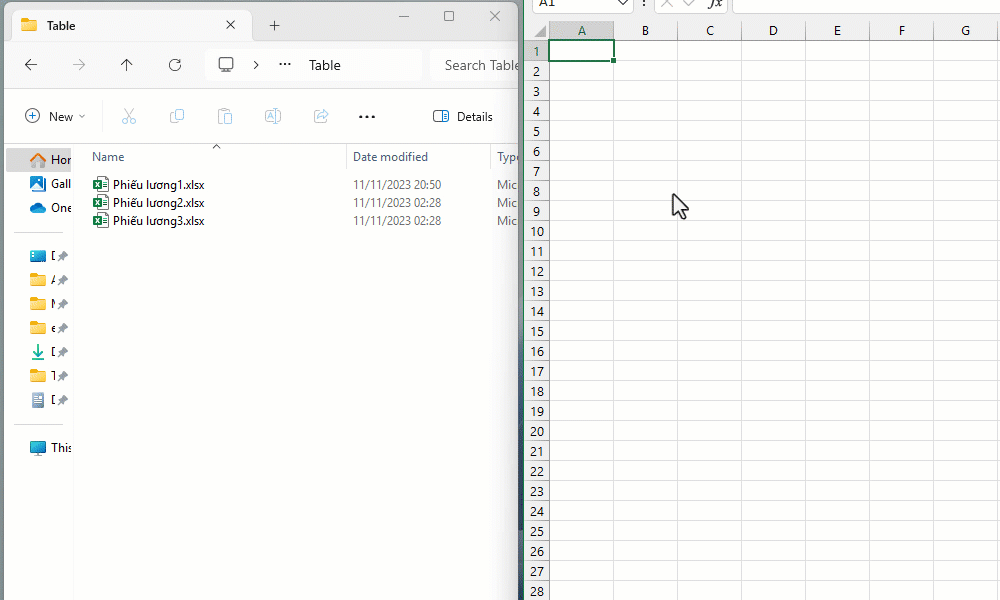 Table
Table
Search Table
New
Details
Name
Date modified
Type
Phiếu lương1.xlsx
11/11/2023 20:50
Mic
Phiếu lương2.xlsx
11/11/2023 02:28
Mic
Phiếu lương3.xlsx
11/11/2023 02:28
Mic
Hor
Gall
One
This
A1
fx
A B C D E F G
1
2
3
4
5
6
7
8
9
10
11
12
13
14
15
16
17
18
19
20
21
22
23
24
25
26
27
28